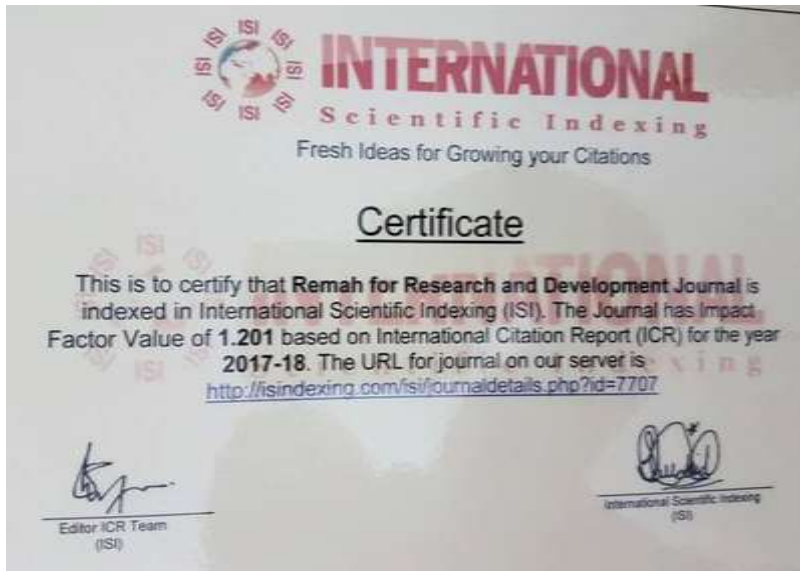 ISI ISI ISI ISI ISI ISI ISI ISI
INTERNATIONAL
Scientific Indexing
Fresh Ideas for Growing your Citations
Certificate
This is to certify that Remah for Research and Development Journal is
indexed in International Scientific Indexing (ISI). The Journal has Impact
Factor Value of 1.201 based on International Citation Report (ICR) for the year
2017-18. The URL for journal on our server is
http://isindexing.com/isi/journaldetails.php?id=7707
Editor ICR Team
(ISI)
International Scientific Indexing
(ISI)